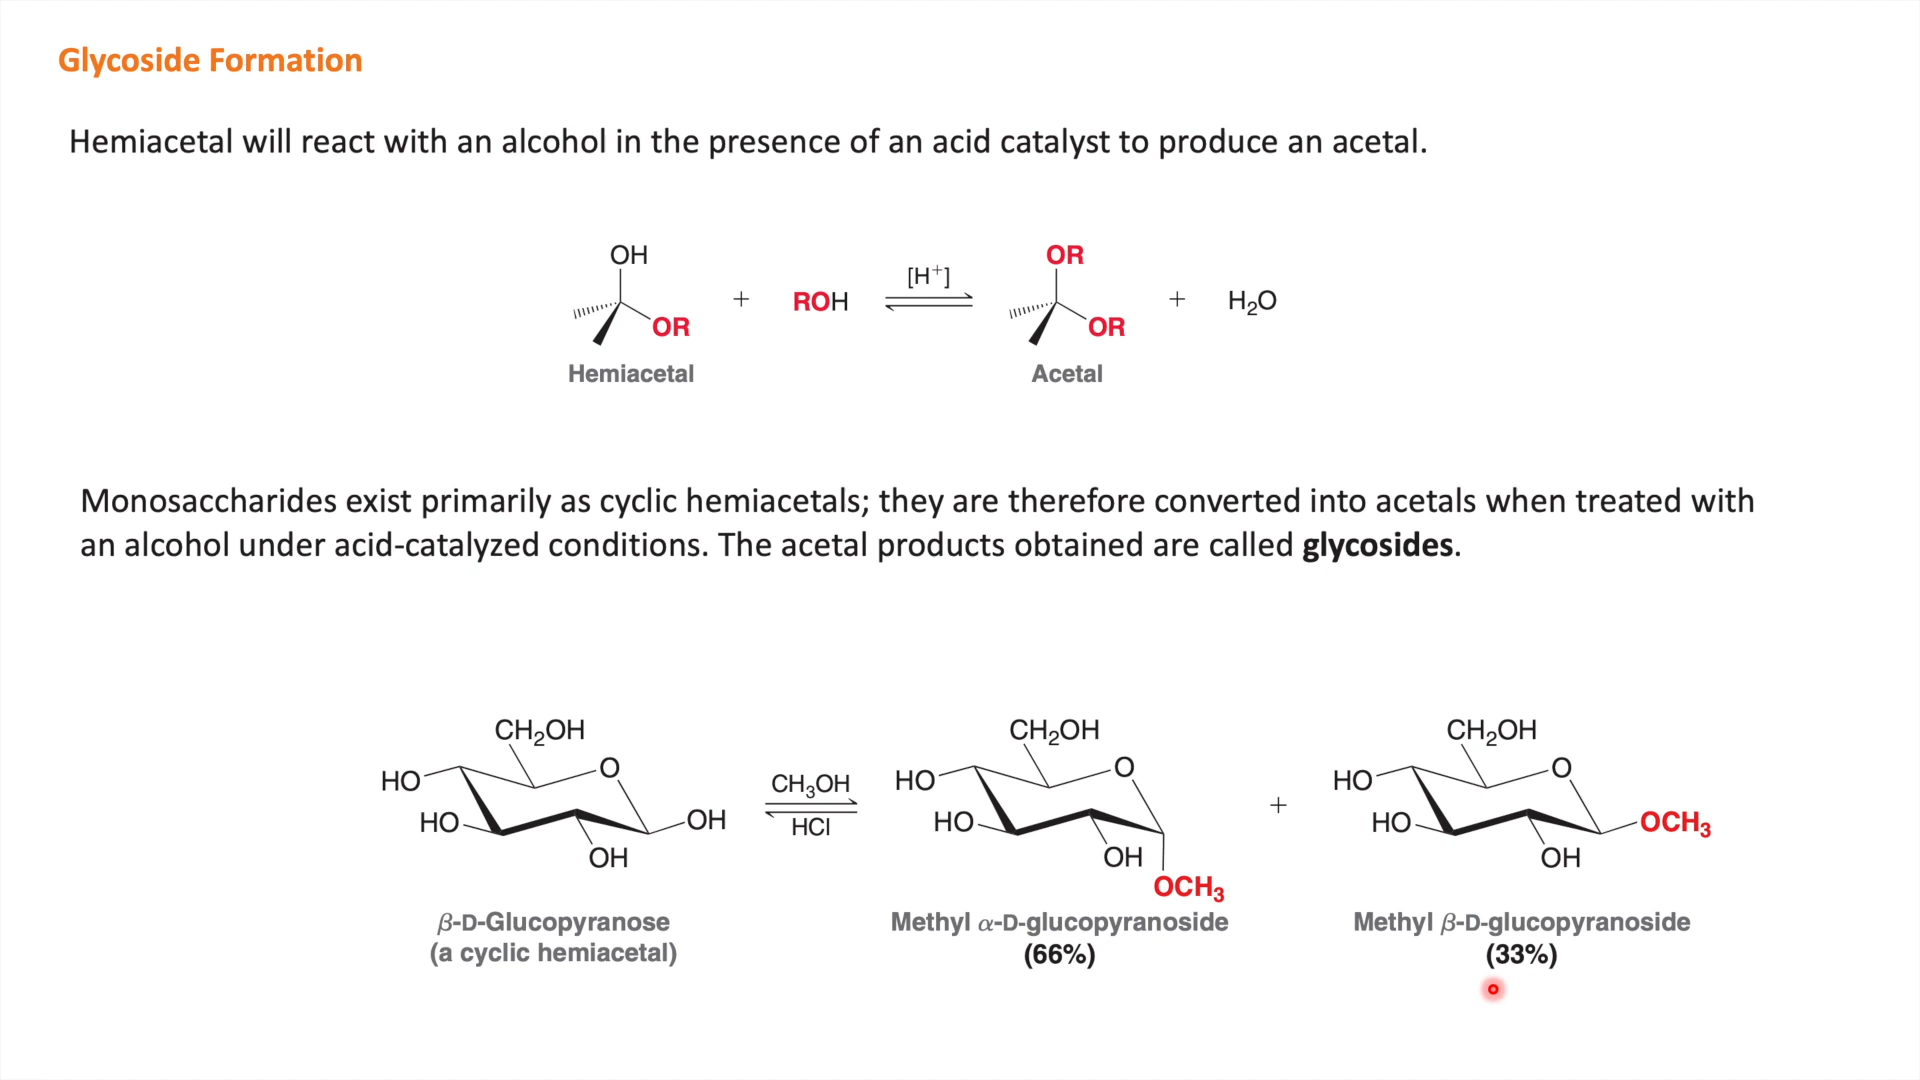 Glycoside Formation
Hemiacetal will react with an alcohol in the presence of an acid catalyst to produce an acetal.
OH
OR
Hemiacetal
+
ROH
[H⁺]
OR
OR
Acetal
+
H₂O
Monosaccharides exist primarily as cyclic hemiacetals; they are therefore converted into acetals when treated with
an alcohol under acid-catalyzed conditions. The acetal products obtained are called glycosides.
CH₂OH
HO
O
HO
OH
OH
β-D-Glucopyranose
(a cyclic hemiacetal)
CH₃OH
HCl
CH₂OH
HO
O
HO
OH
OCH₃
Methyl α-D-glucopyranoside
(66%)
+
CH₂OH
HO
O
HO
OCH₃
OH
Methyl β-D-glucopyranoside
(33%)